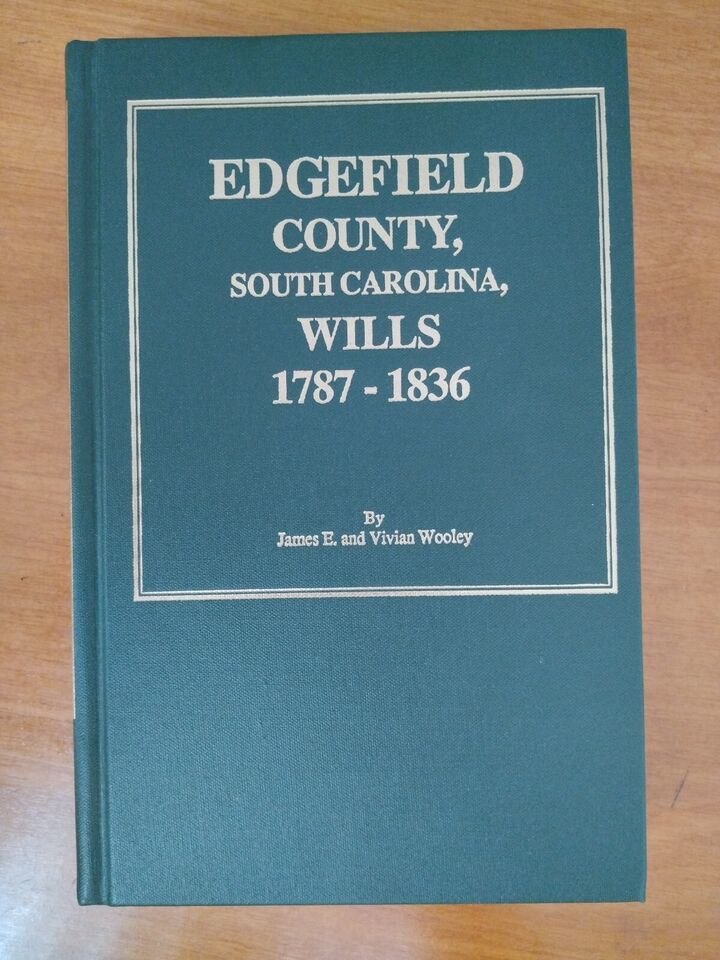 EDGEFIELD
COUNTY,
SOUTH CAROLINA,
WILLS
1787 - 1836
By
James E. and Vivian Wooley